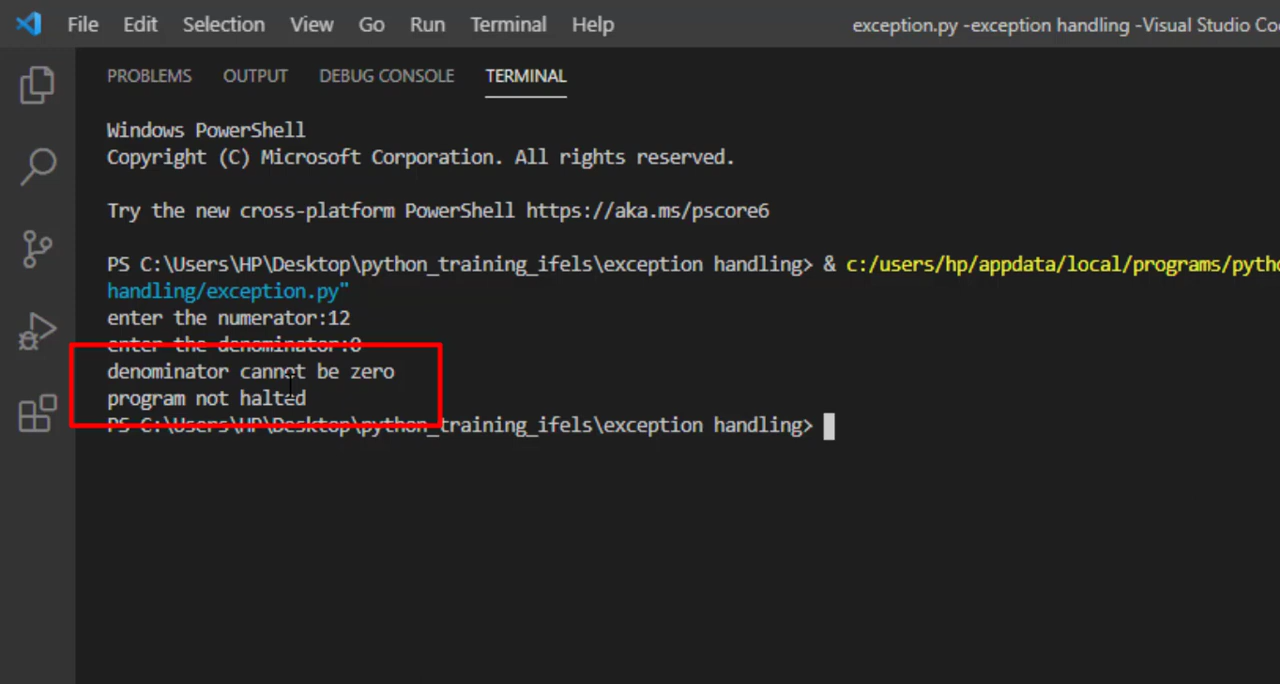 File Edit Selection View Go Run Terminal Help exception.py -exception handling -Visual Studio Co
PROBLEMS OUTPUT DEBUG CONSOLE TERMINAL
Windows PowerShell
Copyright (C) Microsoft Corporation. All rights reserved.
Try the new cross-platform PowerShell https://aka.ms/pscore6
PS C:\Users\HP\Desktop\python_training_ifels\exception handling> & c:/users/hp/appdata/local/programs/pytho
handling/exception.py"
enter the numerator:12
enter the denominator:0
denominator cannot be zero
program not halted
PS C:\Users\HP\Desktop\python_training_ifels\exception handling>